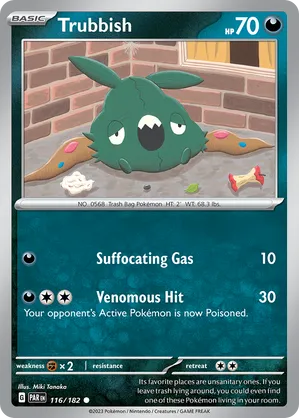 BASIC
Trubbish
HP 70
NO. 0568 Trash Bag Pokémon HT: 2' WT: 68.3 lbs.
Suffocating Gas 10
Venomous Hit 30
Your opponent's Active Pokémon is now Poisoned.
weakness × 2 resistance retreat
Illus. Miki Tanaka
G PAR EN 116/182
Its favorite places are unsanitary ones. If you
leave trash lying around, you could even find
one of these Pokémon living in your room.
©2023 Pokémon / Nintendo / Creatures / GAME FREAK